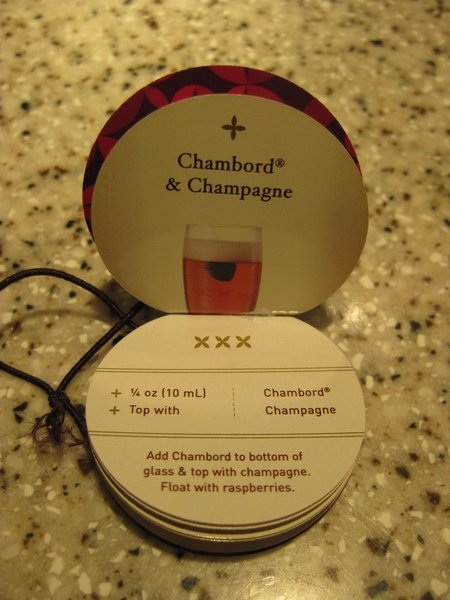 Chambord®
& Champagne
+ ¼ oz (10 mL) Chambord®
+ Top with Champagne
Add Chambord to bottom of
glass & top with champagne.
Float with raspberries.